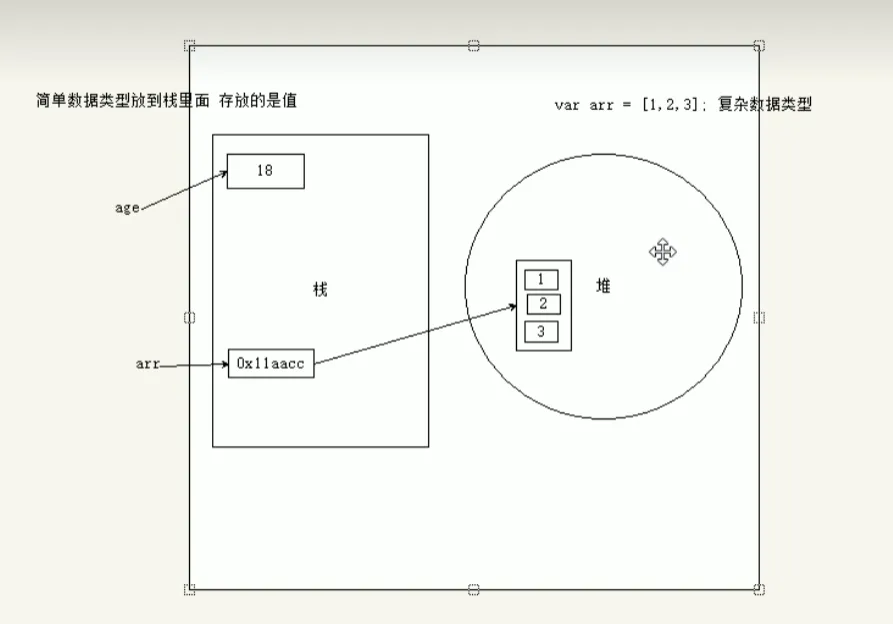 简单数据类型放到栈里面 存放的是值
var arr = [1,2,3]; 复杂数据类型
18
age
栈
堆
1
2
3
arr
0x11aacc